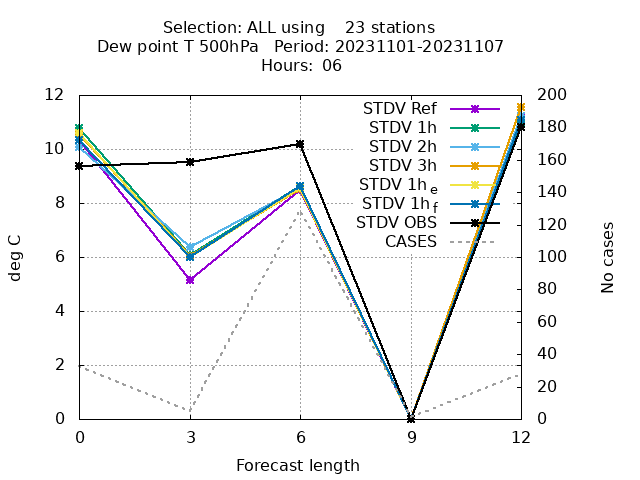 Selection: ALL using    23 stations
Dew point T 500hPa   Period: 20231101-20231107
Hours: 06
STDV Ref
STDV 1h
STDV 2h
STDV 3h
STDV 1h e
STDV 1h f
STDV OBS
CASES
12
10
8
6
4
2
0
200
180
160
140
120
100
80
60
40
20
0
deg C
No cases
0 3 6 9 12
Forecast length